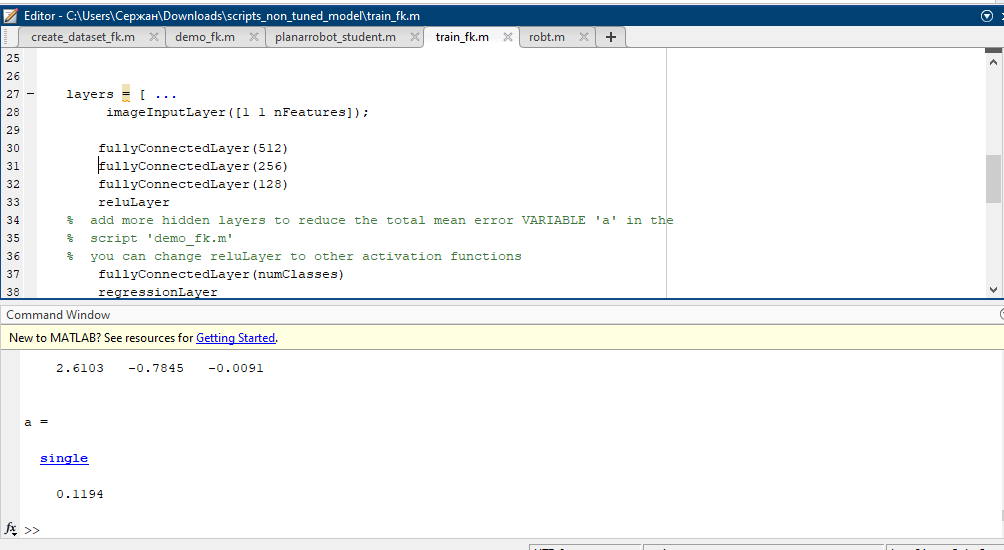 Editor - C:\Users\Сержан\Downloads\scripts_non_tuned_model\train_fk.m
create_dataset_fk.m × demo_fk.m × planarrobot_student.m × train_fk.m × robt.m × +
25
26
27 – layers = [ ...
28 imageInputLayer([1 1 nFeatures]);
29
30 fullyConnectedLayer(512)
31 fullyConnectedLayer(256)
32 fullyConnectedLayer(128)
33 reluLayer
34 % add more hidden layers to reduce the total mean error VARIABLE 'a' in the
35 % script 'demo_fk.m'
36 % you can change reluLayer to other activation functions
37 fullyConnectedLayer(numClasses)
38 regressionLayer
Command Window
New to MATLAB? See resources for Getting Started.
2.6103 -0.7845 -0.0091
a =
single
0.1194
fx >>